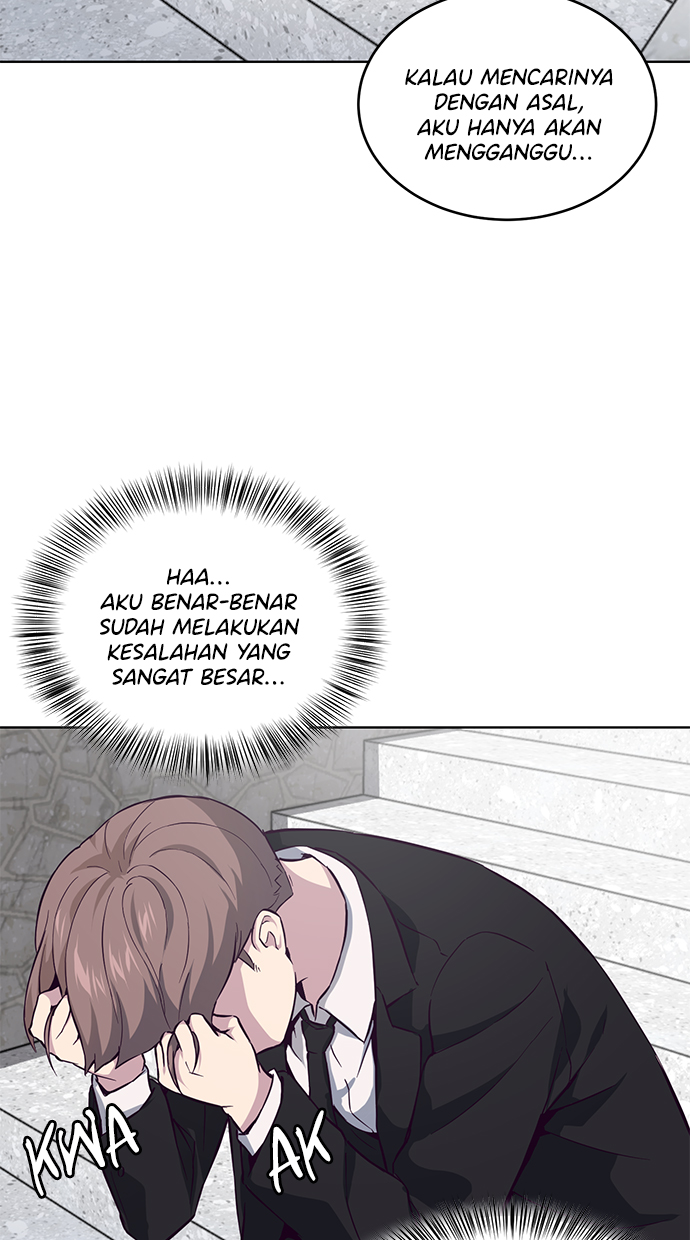 KALAU MENCARINYA
DENGAN ASAL,
AKU HANYA AKAN
MENGGANGGU...
HAA...
AKU BENAR-BENAR
SUDAH MELAKUKAN
KESALAHAN YANG
SANGAT BESAR...
KWA
AK